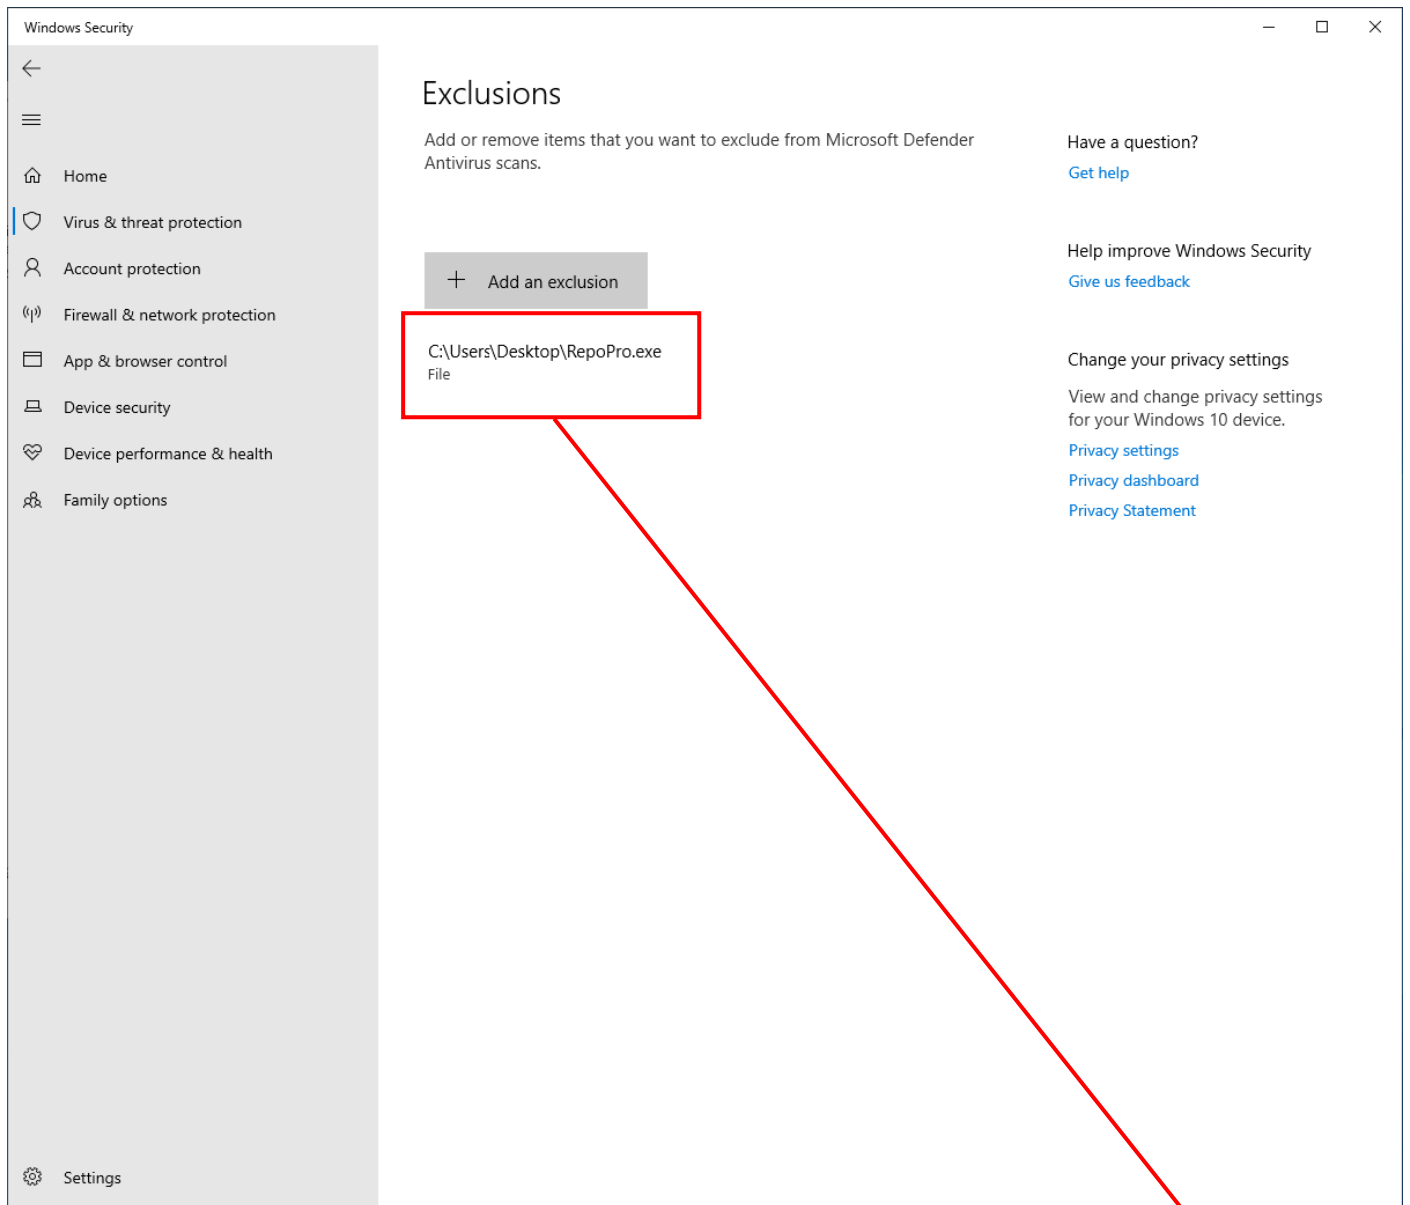 Windows Security
Home
Virus & threat protection
Account protection
Firewall & network protection
App & browser control
Device security
Device performance & health
Family options
Settings
Exclusions
Add or remove items that you want to exclude from Microsoft Defender
Antivirus scans.
Add an exclusion
C:\Users\Desktop\RepoPro.exe
File
Have a question?
Get help
Help improve Windows Security
Give us feedback
Change your privacy settings
View and change privacy settings
for your Windows 10 device.
Privacy settings
Privacy dashboard
Privacy Statement